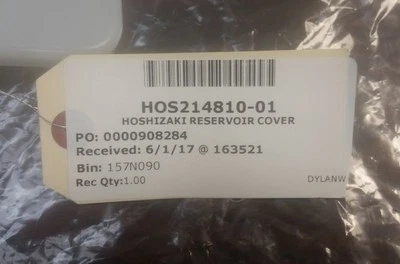 HOS214810-01
HOSHIZAKI RESERVOIR COVER
PO: 0000908284
Received: 6/1/17 @ 163521
Bin: 157N090
Rec Qty:1.00
DYLANW